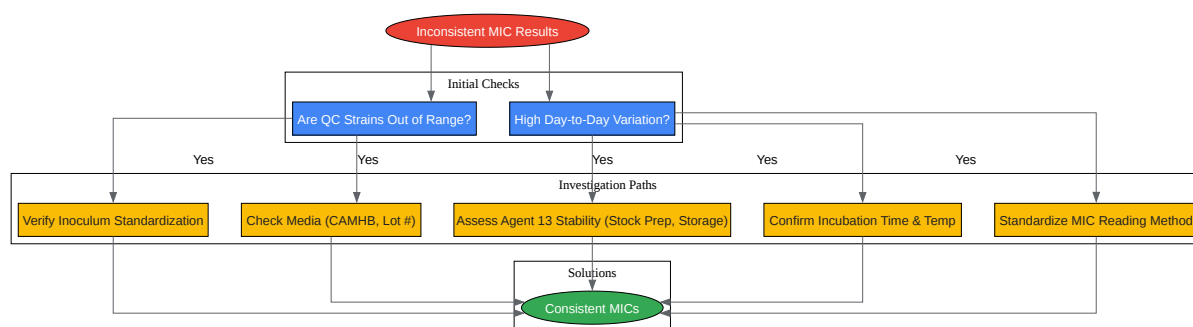 Inconsistent MIC Results
Initial Checks
Are QC Strains Out of Range?
High Day-to-Day Variation?
Yes
Yes
Yes
Yes
Yes
Investigation Paths
Verify Inoculum Standardization
Check Media (CAMHB, Lot #)
Assess Agent 13 Stability (Stock Prep, Storage)
Confirm Incubation Time & Temp
Standardize MIC Reading Method
Solutions
Consistent MICs